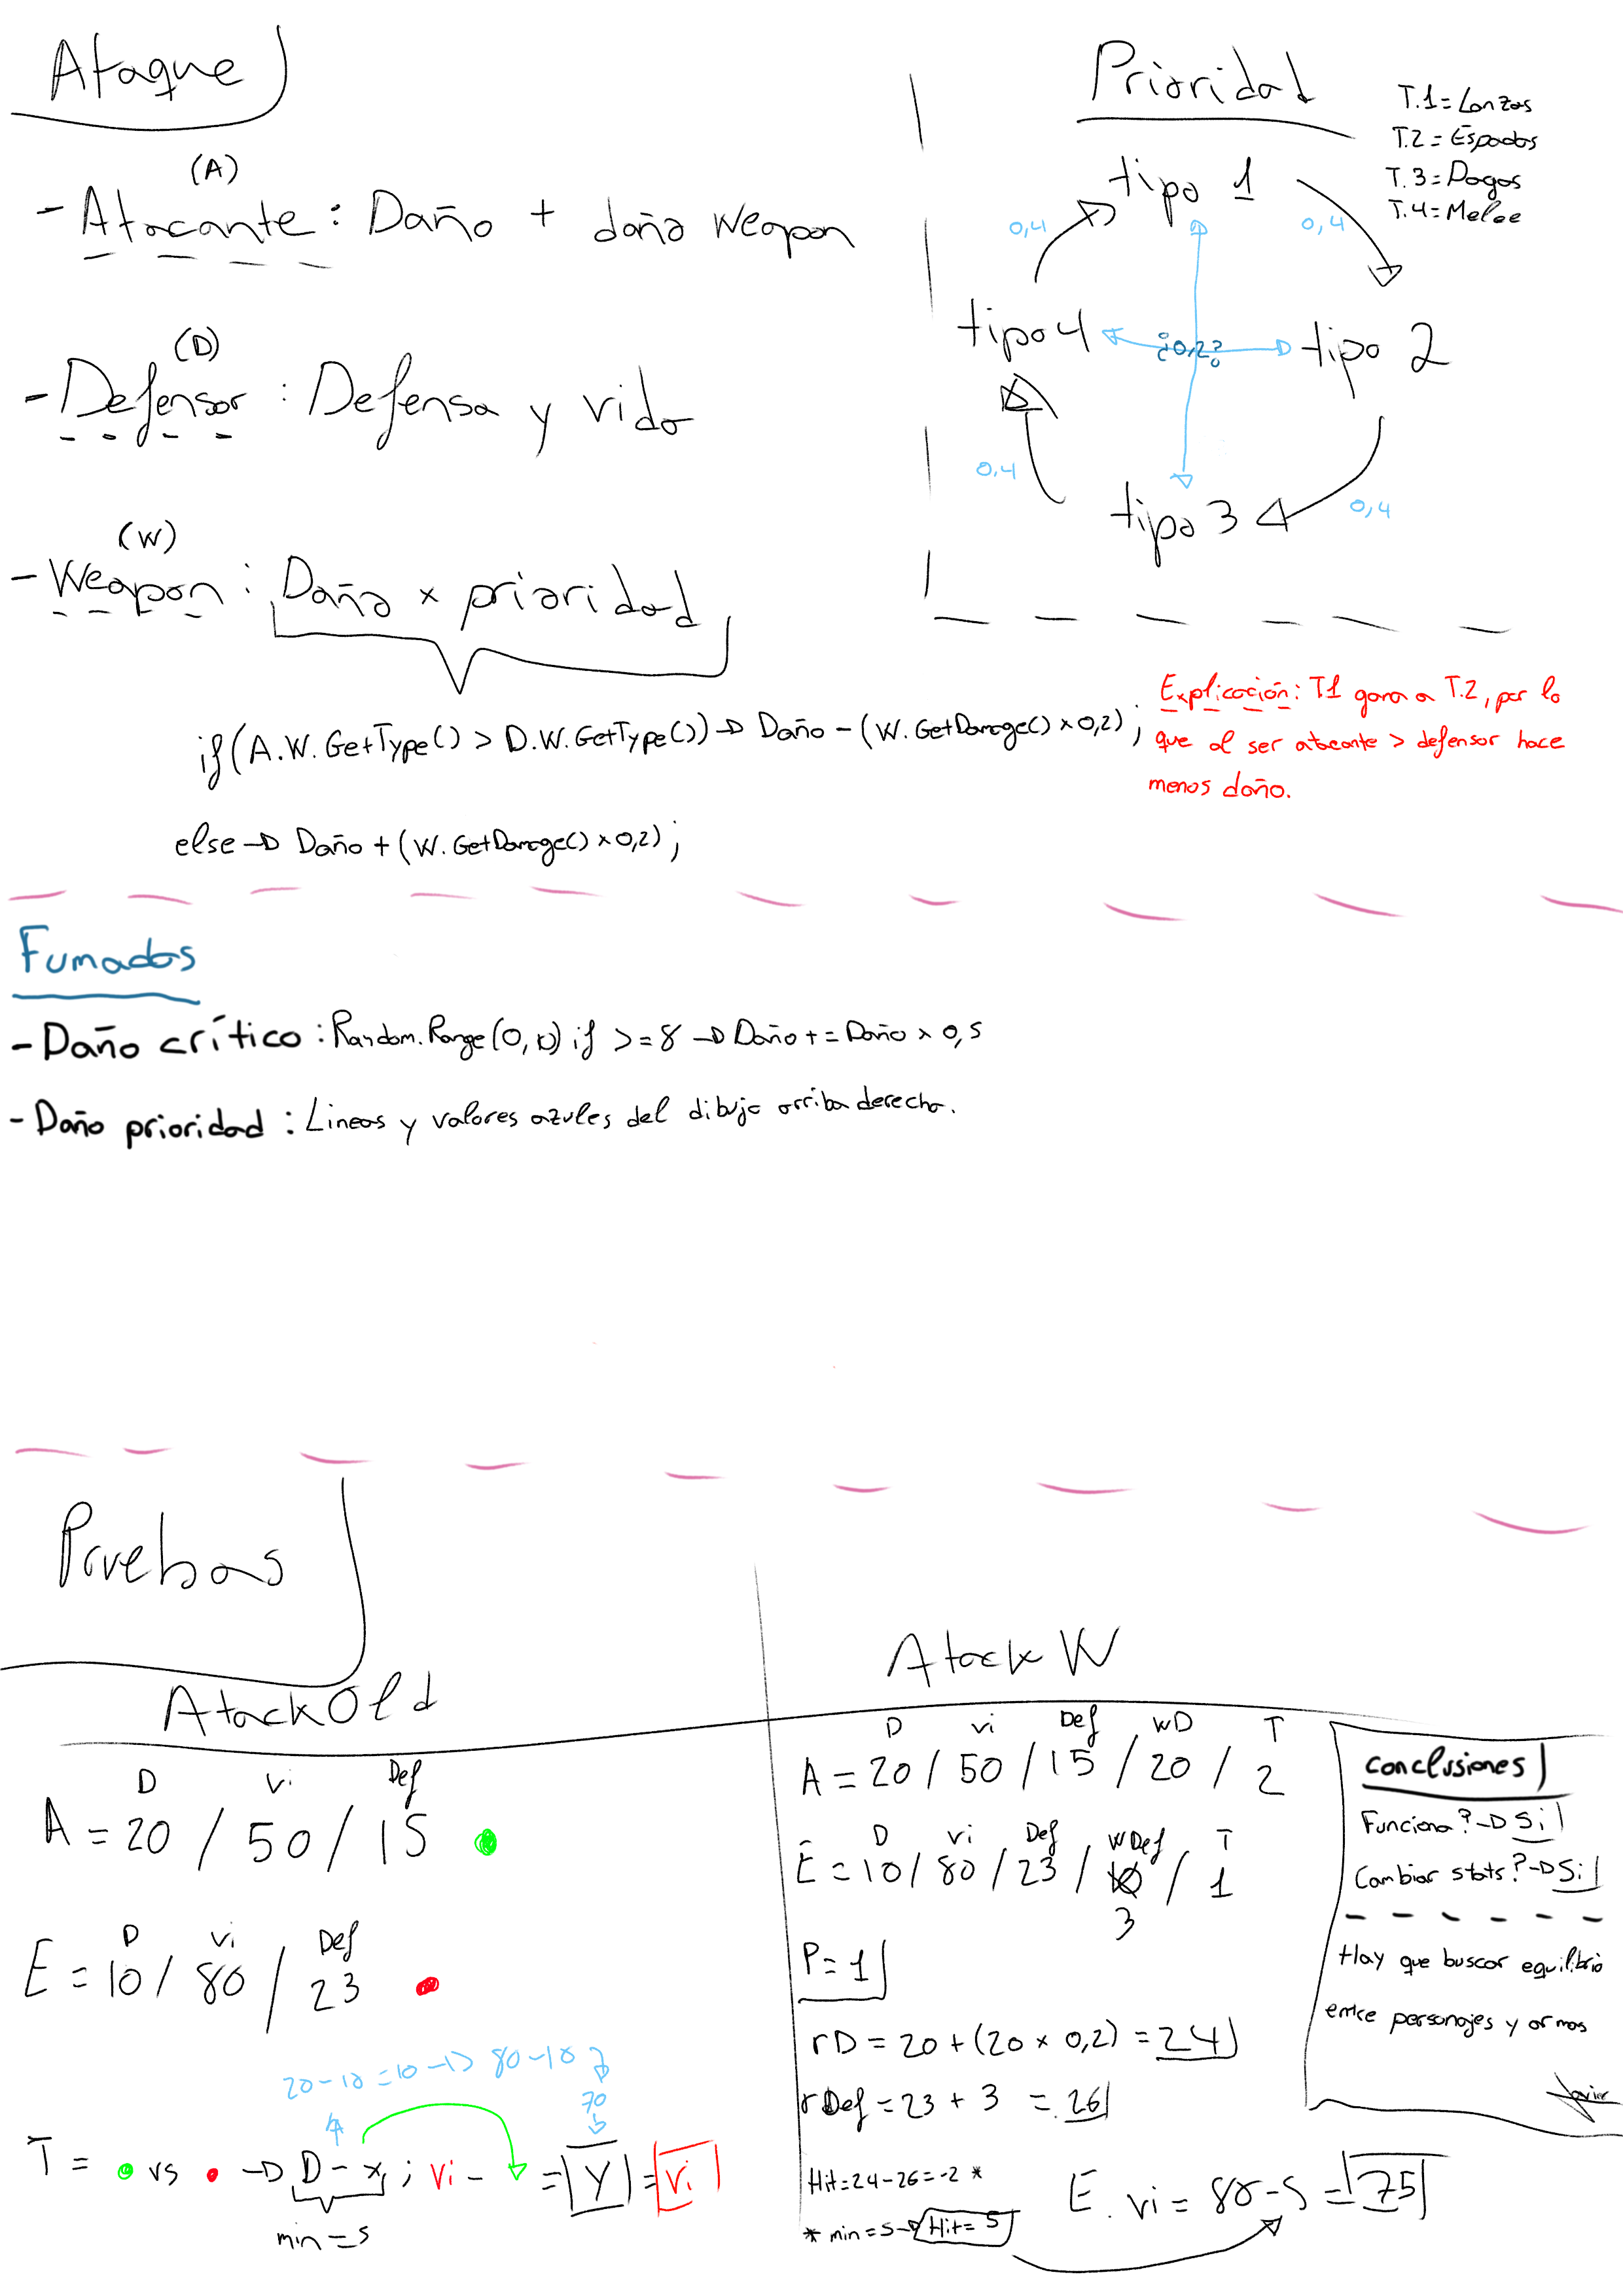 Ataque
(A)
- Atacante : Daño + daño Weapon
(D)
- Defensor : Defensa y vida
(W)
- Weapon : Daño x prioridad
if (A.W.GetType() > D.W.GetType()) → Daño - (W.GetDamage() x 0,2) ;
else → Daño + (W.GetDamage() x 0,2) ;
Prioridad
T.1 = Lanzas
T.2 = Espadas
T.3 = Dagas
T.4 = Melee
tipo 1
0,4
0,4
tipo 4
¿0,2?
tipo 2
0,4
0,4
tipo 3
Explicación: T1 gana a T.2, por lo
que al ser atacante > defensor hace
menos daño.
Fumadas
- Daño crítico : Random.Range(0, 10) if >= 8 → Daño += Daño x 0,5
- Daño prioridad : Lineas y valores azules del dibujo arriba derecha.
Pruebas
Atack Old
D vi Def
A = 20 / 50 / 15
D vi Def
E = 10 / 80 / 23
20 - 10 = 10 → 80 - 10
70
T = vs → D - x ; vi - = Y = vi
min = 5
Atack W
D vi Def WD T
A = 20 / 50 / 15 / 20 / 2
D vi Def WDef T
E = 10 / 80 / 23 / 10 / 1
3
P = 1
rD = 20 + (20 x 0,2) = 24
rDef = 23 + 3 = 26
Hit = 24 - 26 = -2 *
* min = 5 → Hit = 5
E. vi = 80 - 5 = 75
Conclusiones
Funciona? → Si
Cambiar stats? → Si
Hay que buscar equilibrio
entre personajes y armas
Javier